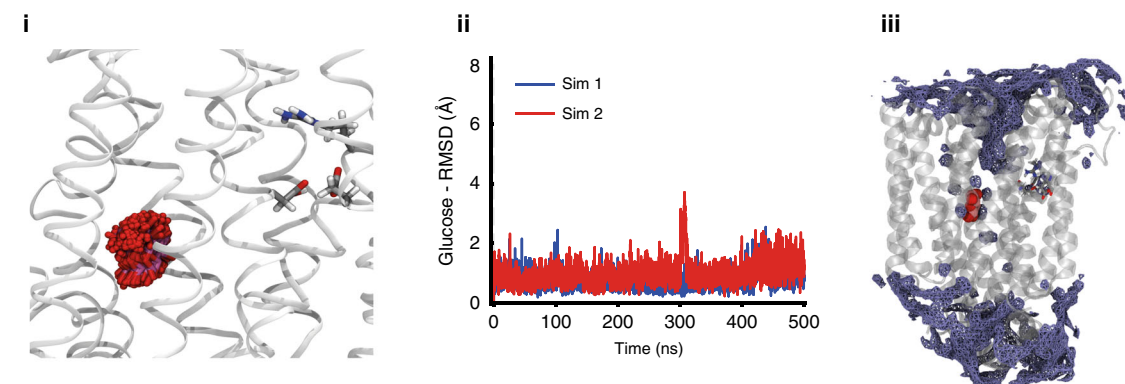 i
ii
iii
8
6
4
2
0
Glucose - RMSD (Å)
Sim 1
Sim 2
0 100 200 300 400 500
Time (ns)